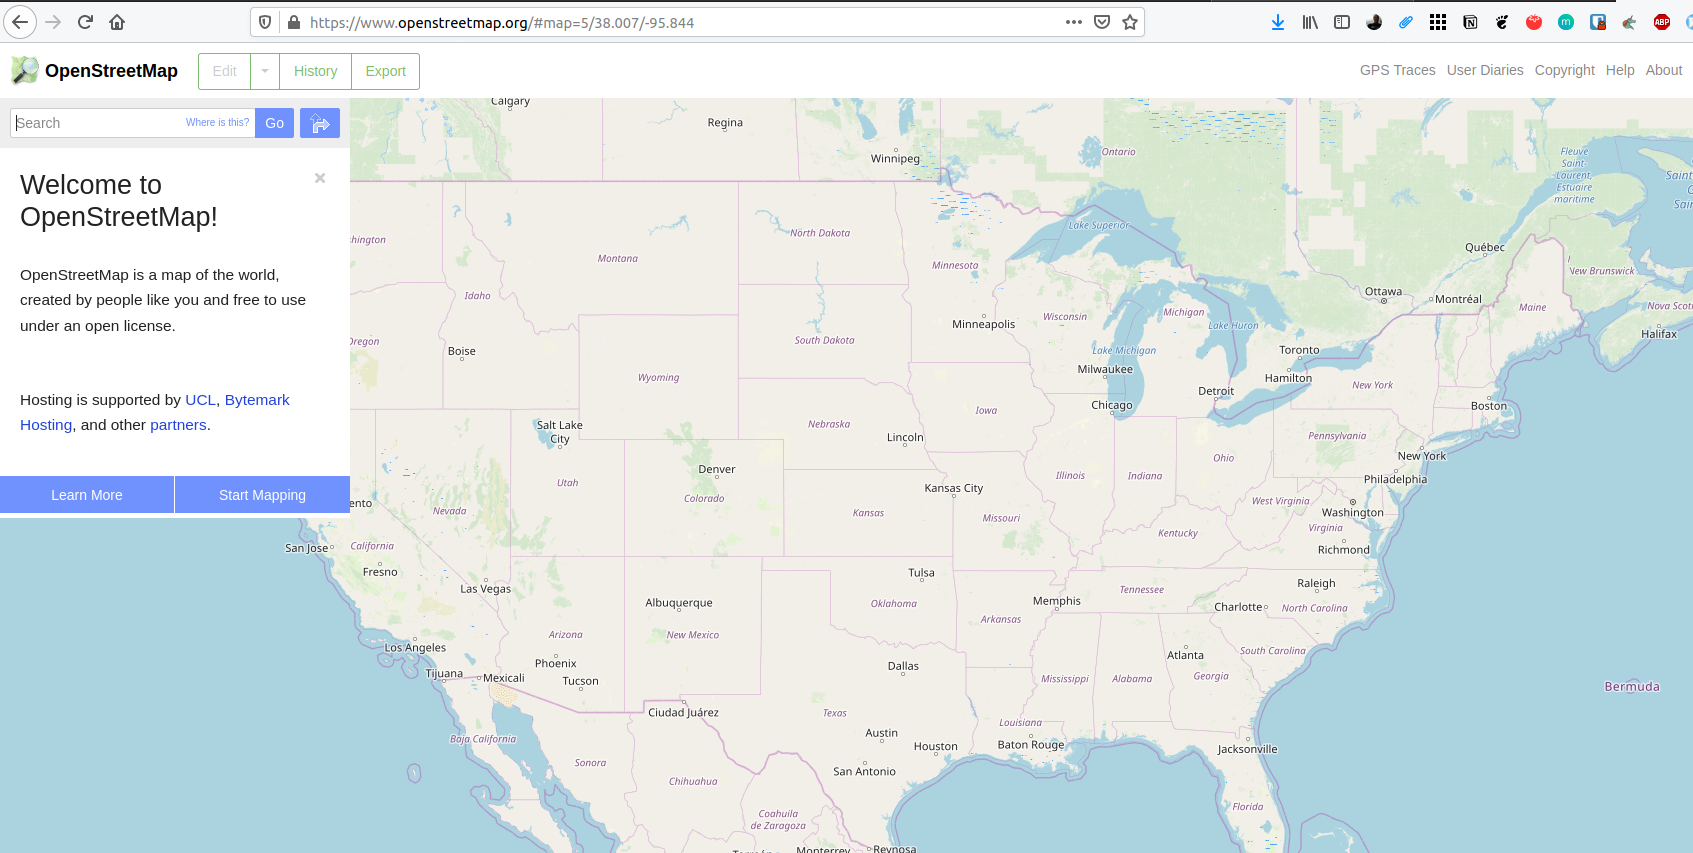 https://www.openstreetmap.org/#map=5/38.007/-95.844
OpenStreetMap Edit History Export GPS Traces User Diaries Copyright Help About
Search Where is this? Go
Welcome to
OpenStreetMap!
OpenStreetMap is a map of the world,
created by people like you and free to use
under an open license.
Hosting is supported by UCL, Bytemark
Hosting, and other partners.
Learn More Start Mapping
Calgary
Regina
Winnipeg
Ontario
Fleuve
Saint-
Laurent,
Estuaire
maritime
Lake Superior
North Dakota
Québec
Montana
Minnesota
New Brunswick
Idaho
Ottawa
Montréal
Maine
Michigan
Wisconsin
Minneapolis
Lake Huron
Halifax
South Dakota
Boise
Lake Michigan
Toronto
Milwaukee
Hamilton
Wyoming
New York
Detroit
Chicago
Iowa
Boston
Nebraska
Salt Lake
City
Lincoln
Pennsylvania
New York
Ohio
Denver
Illinois
Indiana
Philadelphia
Utah
Colorado
Kansas City
West Virginia
Nevada
Kansas
Missouri
Washington
Virginia
Kentucky
San Jose
California
Richmond
Fresno
Tulsa
Las Vegas
Raleigh
Tennessee
Albuquerque
Oklahoma
Memphis
Charlotte
North Carolina
Arkansas
Arizona
New Mexico
Los Angeles
Phoenix
Dallas
Atlanta
South Carolina
Tijuana
Mexicali
Tucson
Mississippi
Alabama
Georgia
Bermuda
Ciudad Juárez
Texas
Louisiana
Austin
Baja California
Houston
Baton Rouge
Jacksonville
Sonora
San Antonio
Chihuahua
Florida
Coahuila
de Zaragoza
Monterrey
Reynosa